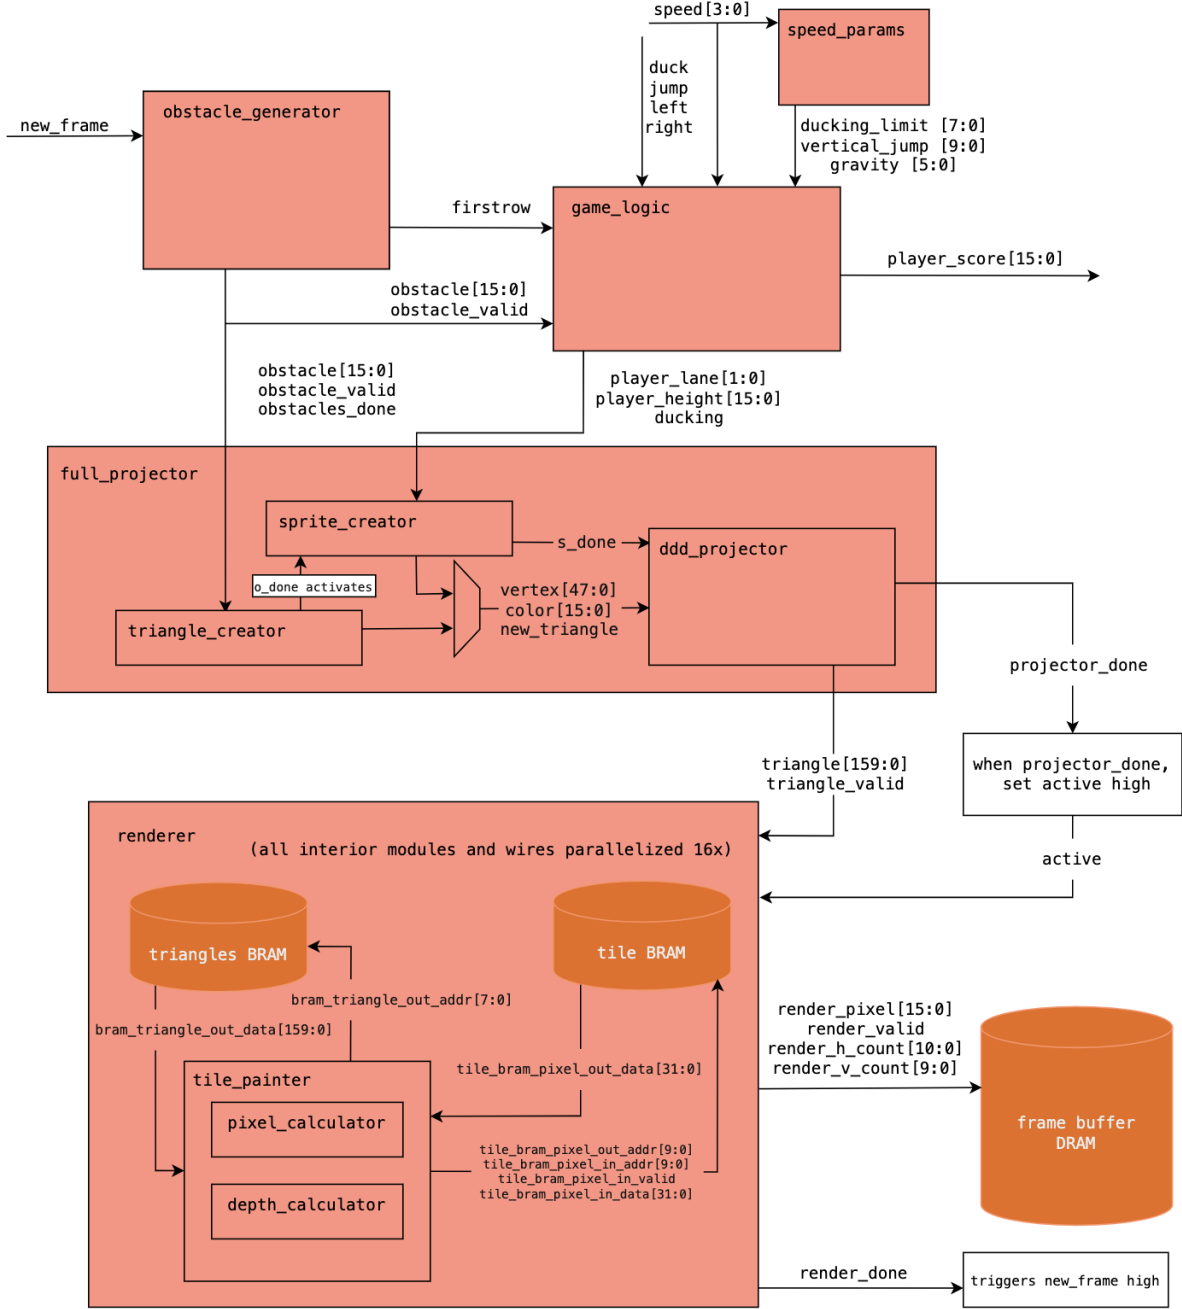 speed[3:0]
speed_params
duck
jump
left
right
obstacle_generator
new_frame
ducking_limit [7:0]
vertical_jump [9:0]
gravity [5:0]
firstrow
game_logic
player_score[15:0]
obstacle[15:0]
obstacle_valid
obstacle[15:0]
obstacle_valid
obstacles_done
player_lane[1:0]
player_height[15:0]
ducking
full_projector
sprite_creator
s_done
ddd_projector
o_done activates
vertex[47:0]
color[15:0]
new_triangle
triangle_creator
projector_done
triangle[159:0]
triangle_valid
when projector_done,
set active high
renderer
(all interior modules and wires parallelized 16x)
active
triangles BRAM
tile BRAM
bram_triangle_out_addr[7:0]
bram_triangle_out_data[159:0]
render_pixel[15:0]
render_valid
render_h_count[10:0]
render_v_count[9:0]
tile_painter
tile_bram_pixel_out_data[31:0]
pixel_calculator
frame buffer
DRAM
tile_bram_pixel_out_addr[9:0]
tile_bram_pixel_in_addr[9:0]
tile_bram_pixel_in_valid
tile_bram_pixel_in_data[31:0]
depth_calculator
render_done
triggers new_frame high